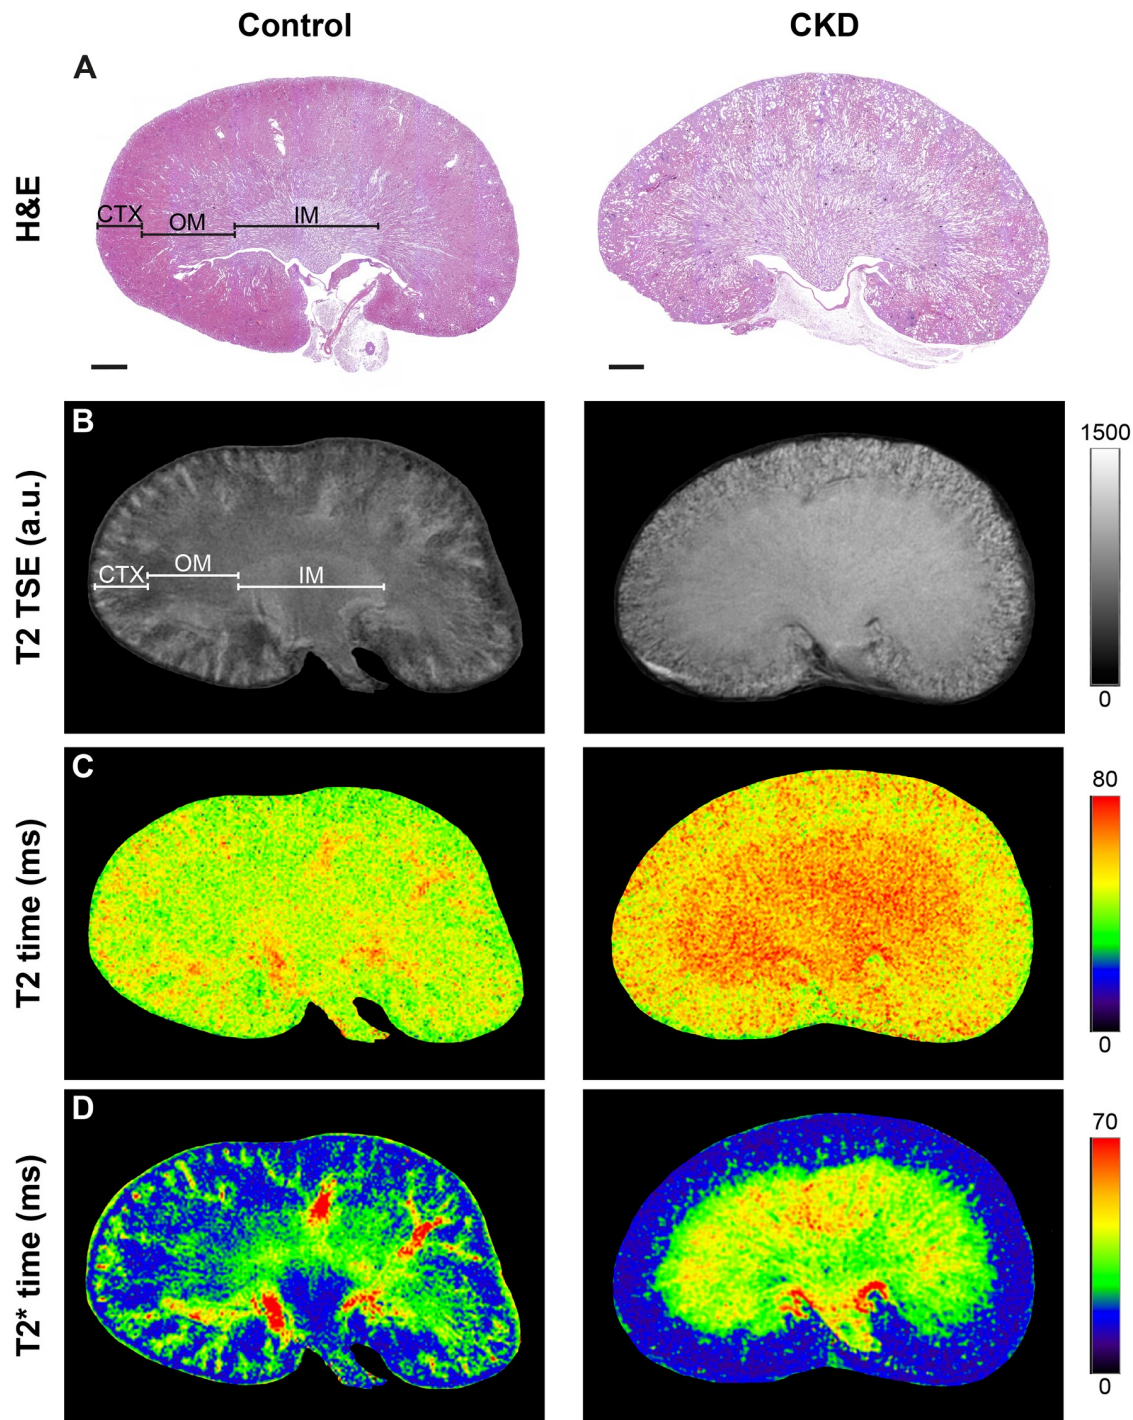 Control
CKD
A
H&E
CTX
OM
IM
B
T2 TSE (a.u.)
CTX
OM
IM
1500
0
C
T2 time (ms)
80
0
D
T2* time (ms)
70
0